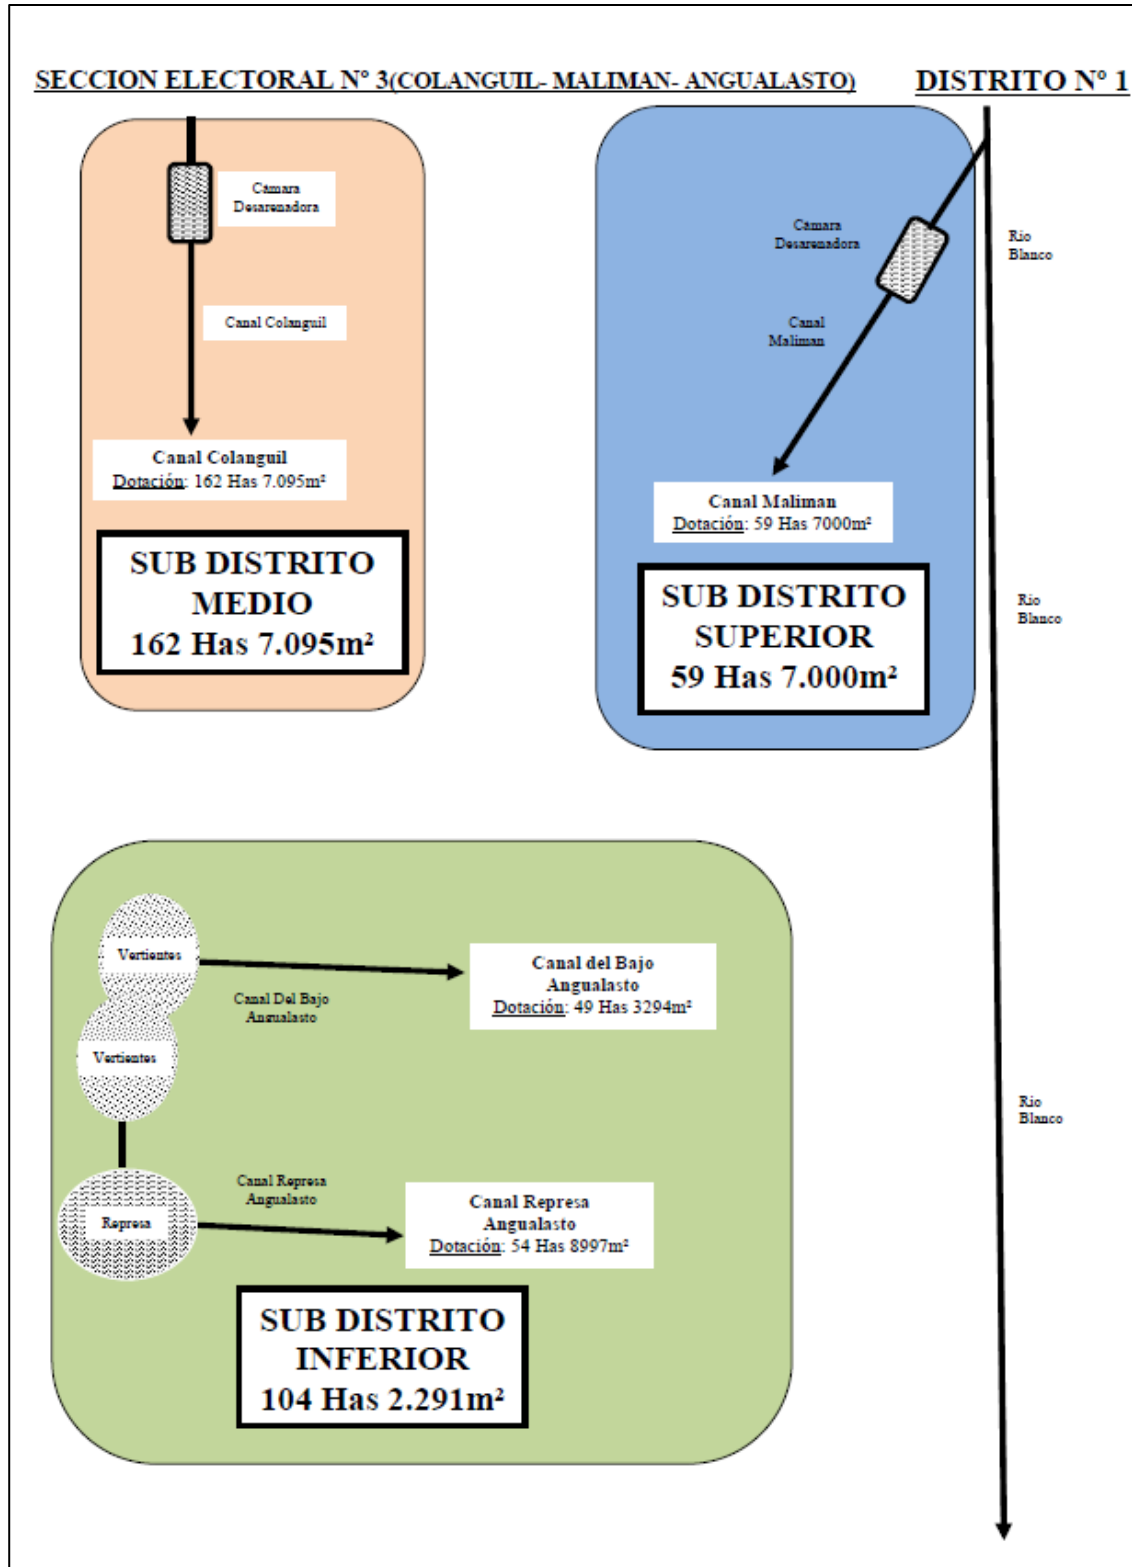 SECCION ELECTORAL Nº 3(COLANGUIL- MALIMAN- ANGUALASTO)
DISTRITO Nº 1
Cámara
Desarenadora
Canal Colanguil
Canal Colanguil
Dotación: 162 Has 7.095m²
SUB DISTRITO
MEDIO
162 Has 7.095m²
Cámara
Desarenadora
Canal
Maliman
Canal Maliman
Dotación: 59 Has 7000m²
SUB DISTRITO
SUPERIOR
59 Has 7.000m²
Rio
Blanco
Rio
Blanco
Rio
Blanco
Vertientes
Canal Del Bajo
Angualasto
Canal del Bajo
Angualasto
Dotación: 49 Has 3294m²
Vertientes
Represa
Canal Represa
Angualasto
Canal Represa
Angualasto
Dotación: 54 Has 8997m²
SUB DISTRITO
INFERIOR
104 Has 2.291m²